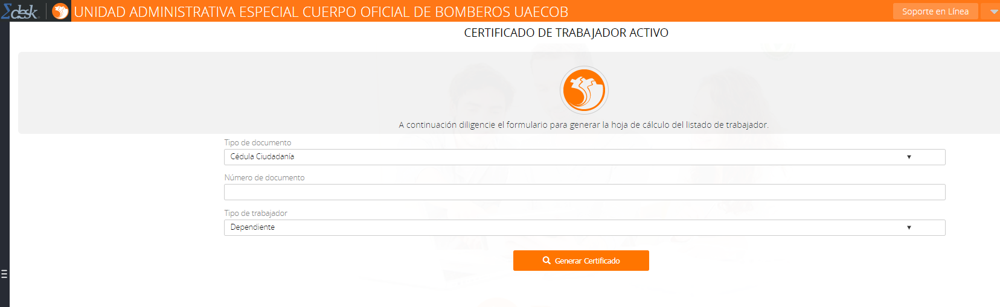 Σdesk UNIDAD ADMINISTRATIVA ESPECIAL CUERPO OFICIAL DE BOMBEROS UAECOB Soporte en Línea
CERTIFICADO DE TRABAJADOR ACTIVO
A continuación diligencie el formulario para generar la hoja de cálculo del listado de trabajador.
Tipo de documento
Cédula Ciudadanía
Número de documento
Tipo de trabajador
Dependiente
Generar Certificado